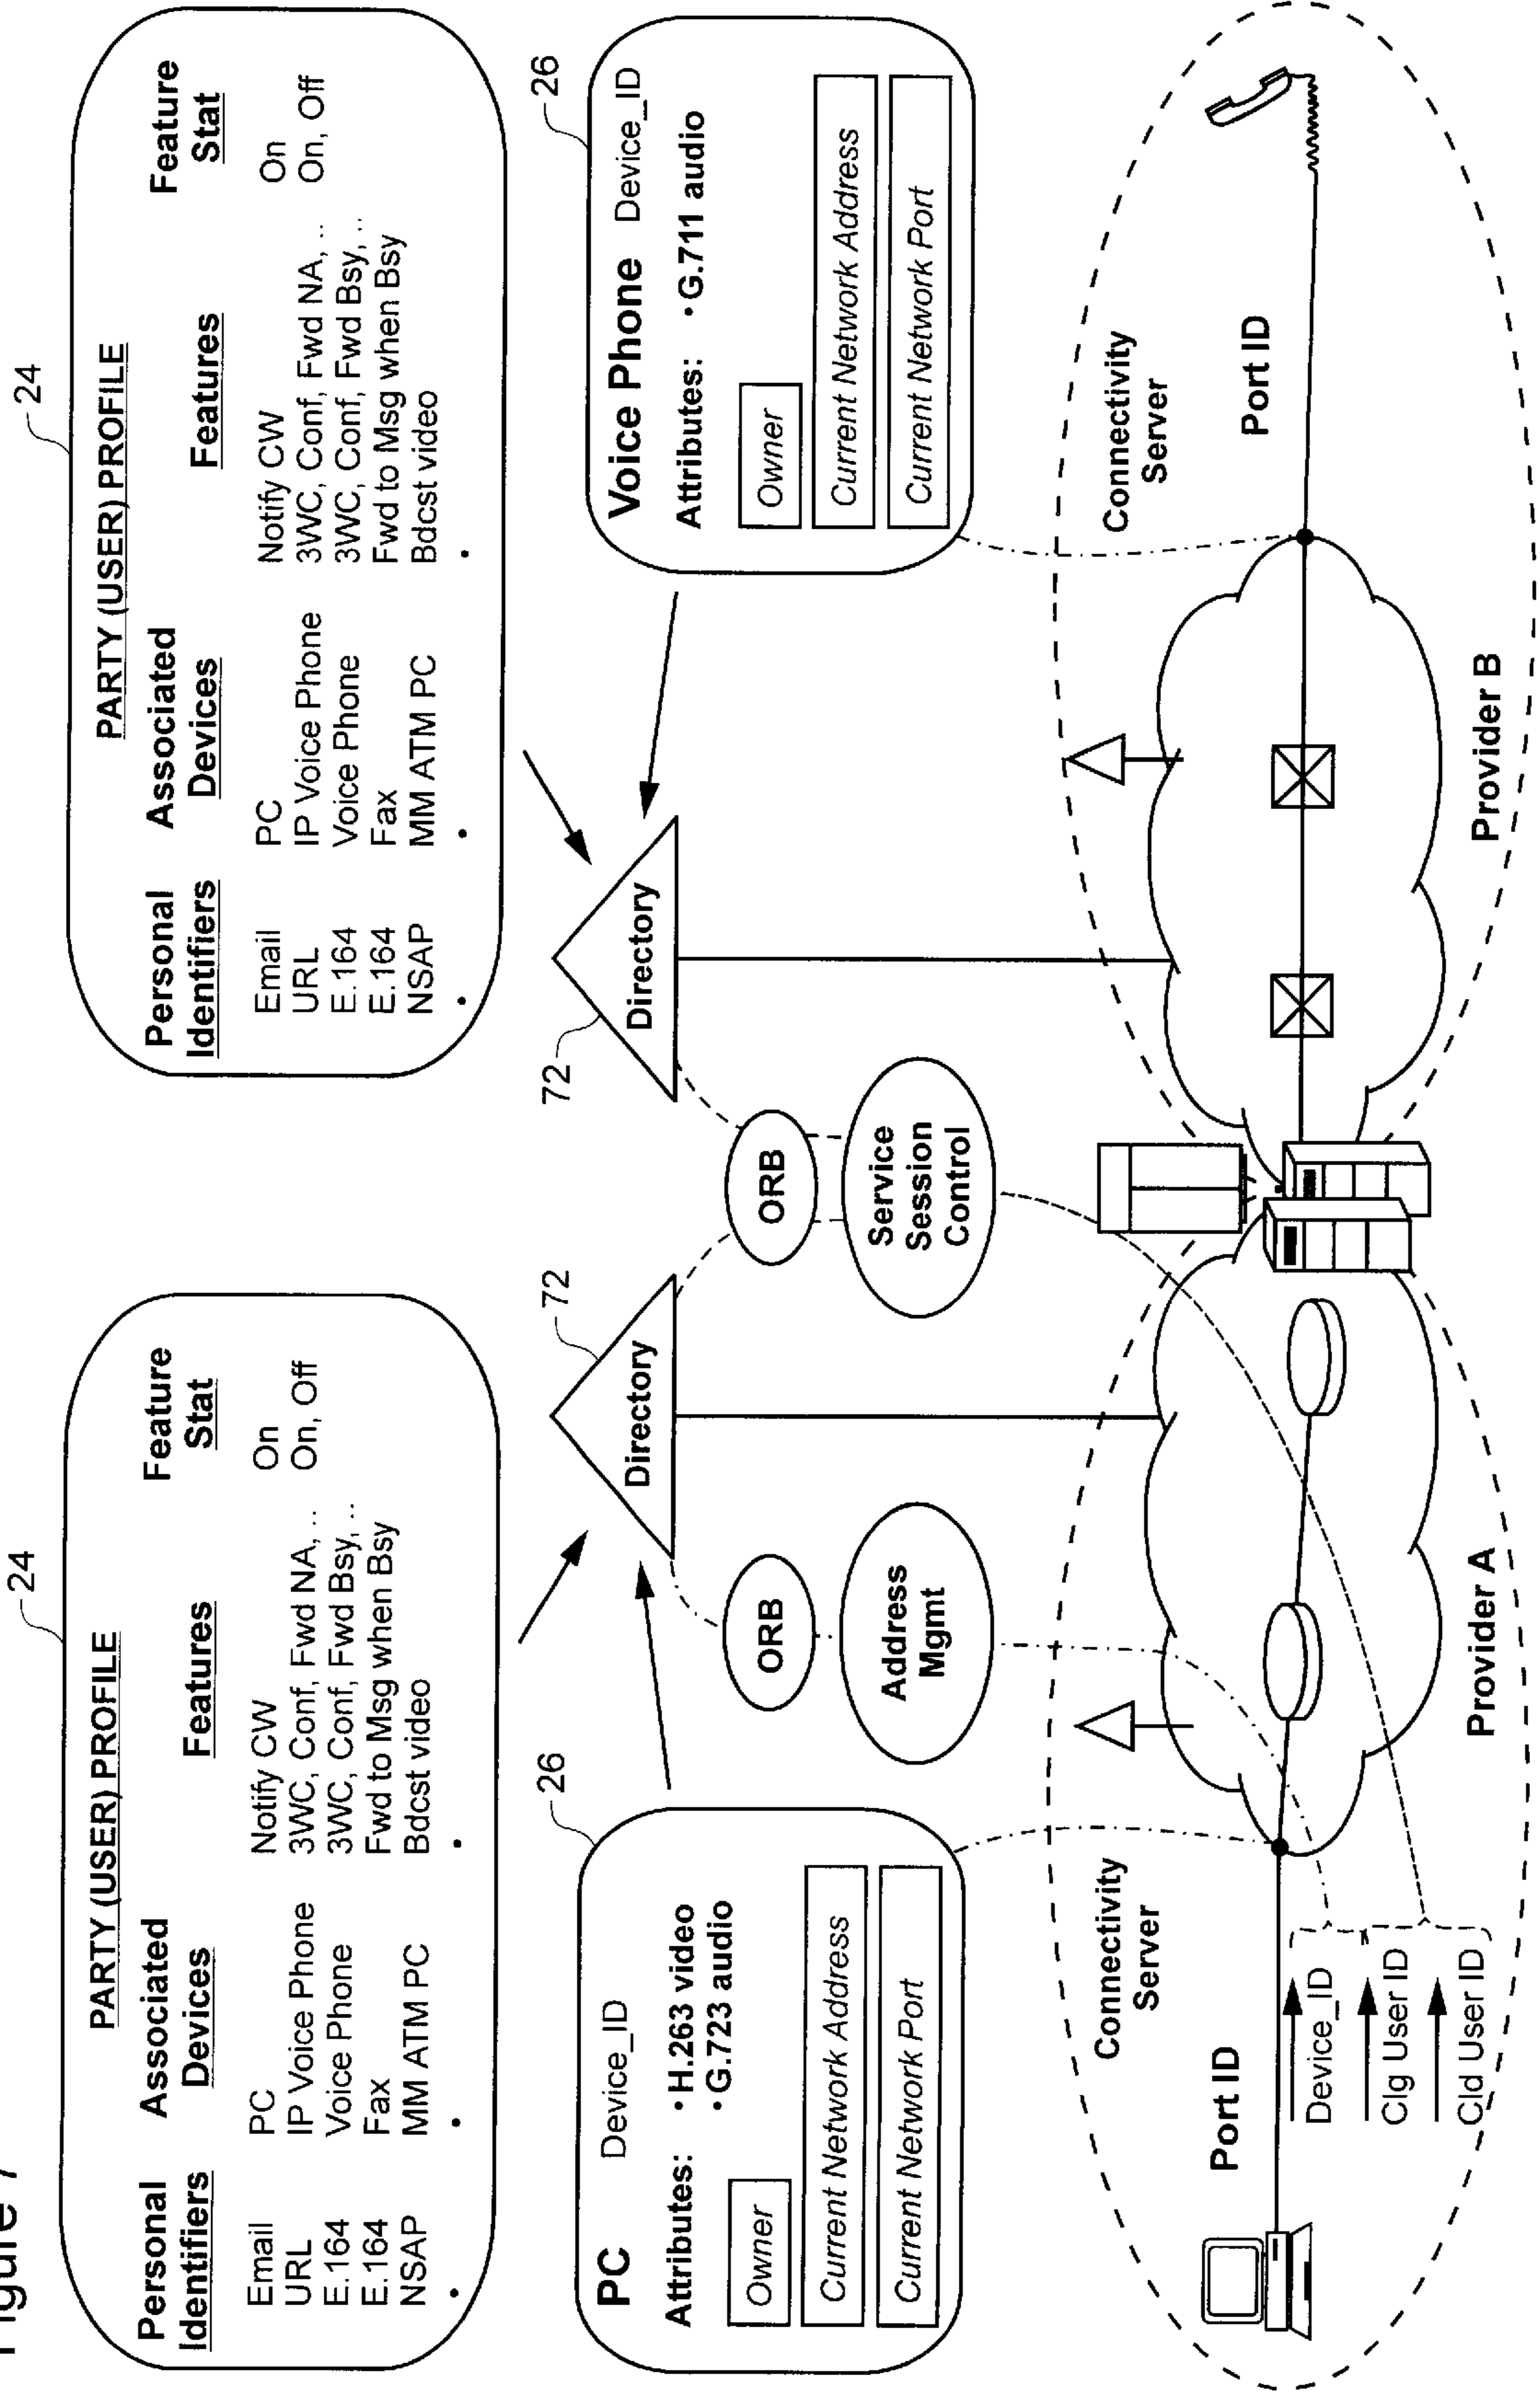 Figure 7
24
PARTY (USER) PROFILE
Personal Identifiers
Associated Devices
Features
Feature Stat
Email
PC
Notify CW
On
URL
IP Voice Phone
3WC, Conf, Fwd NA, ..
On, Off
E.164
Voice Phone
3WC, Conf, Fwd Bsy, ..
E.164
Fax
Fwd to Msg when Bsy
NSAP
MM ATM PC
Bdcst video
24
PARTY (USER) PROFILE
Personal Identifiers
Associated Devices
Features
Feature Stat
Email
PC
Notify CW
On
URL
IP Voice Phone
3WC, Conf, Fwd NA, ..
On, Off
E.164
Voice Phone
3WC, Conf, Fwd Bsy, ..
E.164
Fax
Fwd to Msg when Bsy
NSAP
MM ATM PC
Bdcst video
26
PC Device_ID
Attributes: • H.263 video
• G.723 audio
Owner
Current Network Address
Current Network Port
72
Directory
ORB
Address
Mgmt
72
Directory
ORB
Service
Session
Control
26
Voice Phone Device_ID
Attributes: • G.711 audio
Owner
Current Network Address
Current Network Port
Connectivity
Server
Port ID
Device_ID
Clg User ID
Cld User ID
Provider A
Connectivity
Server
Port ID
Provider B